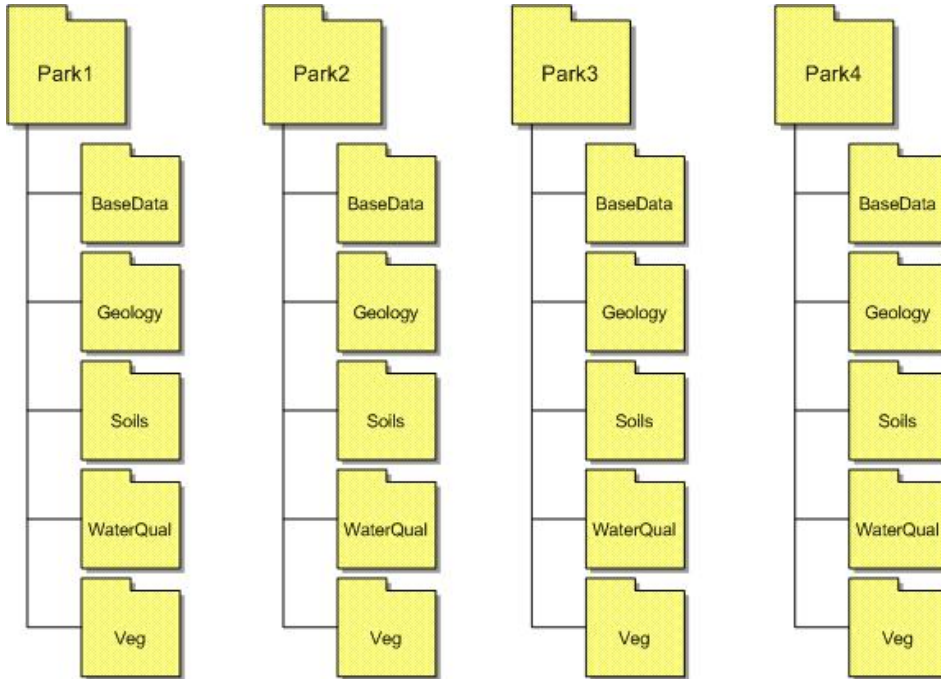 Park1
BaseData
Geology
Soils
WaterQual
Veg
Park2
BaseData
Geology
Soils
WaterQual
Veg
Park3
BaseData
Geology
Soils
WaterQual
Veg
Park4
BaseData
Geology
Soils
WaterQual
Veg